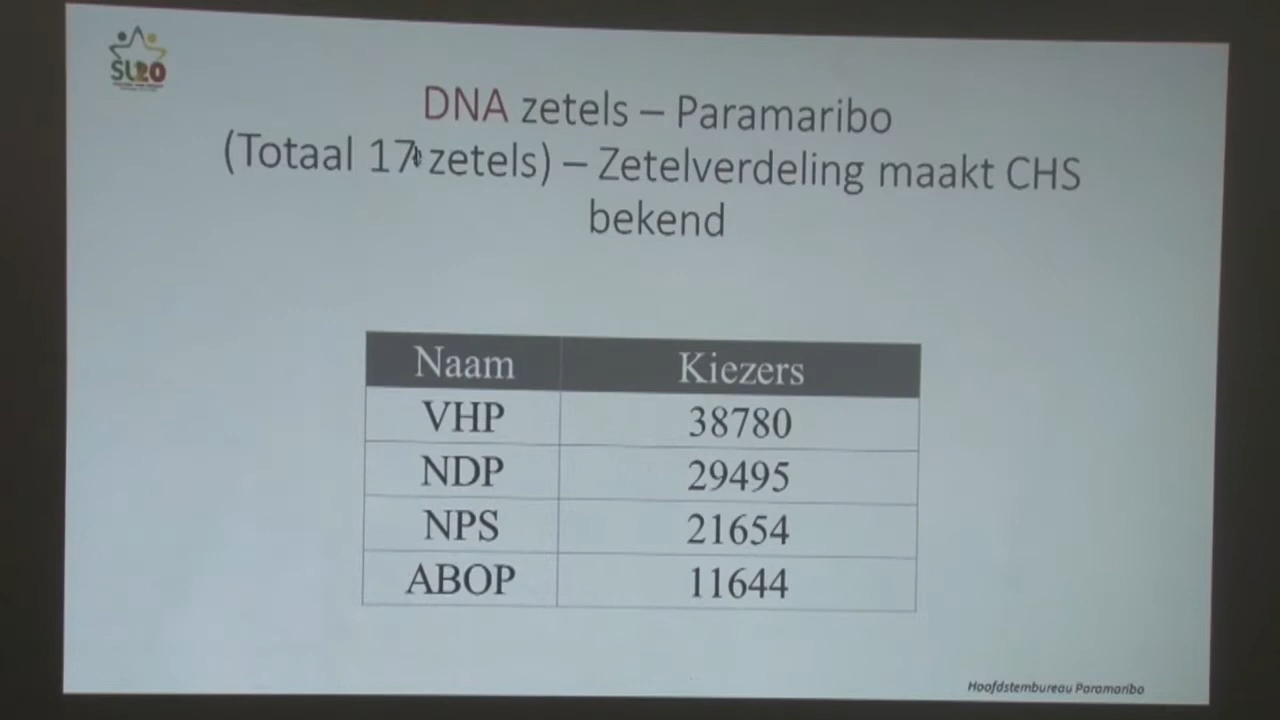 SU20
DNA zetels – Paramaribo
(Totaal 17 zetels) – Zetelverdeling maakt CHS
bekend
Naam Kiezers
VHP 38780
NDP 29495
NPS 21654
ABOP 11644
Hoofdstembureau Paramaribo